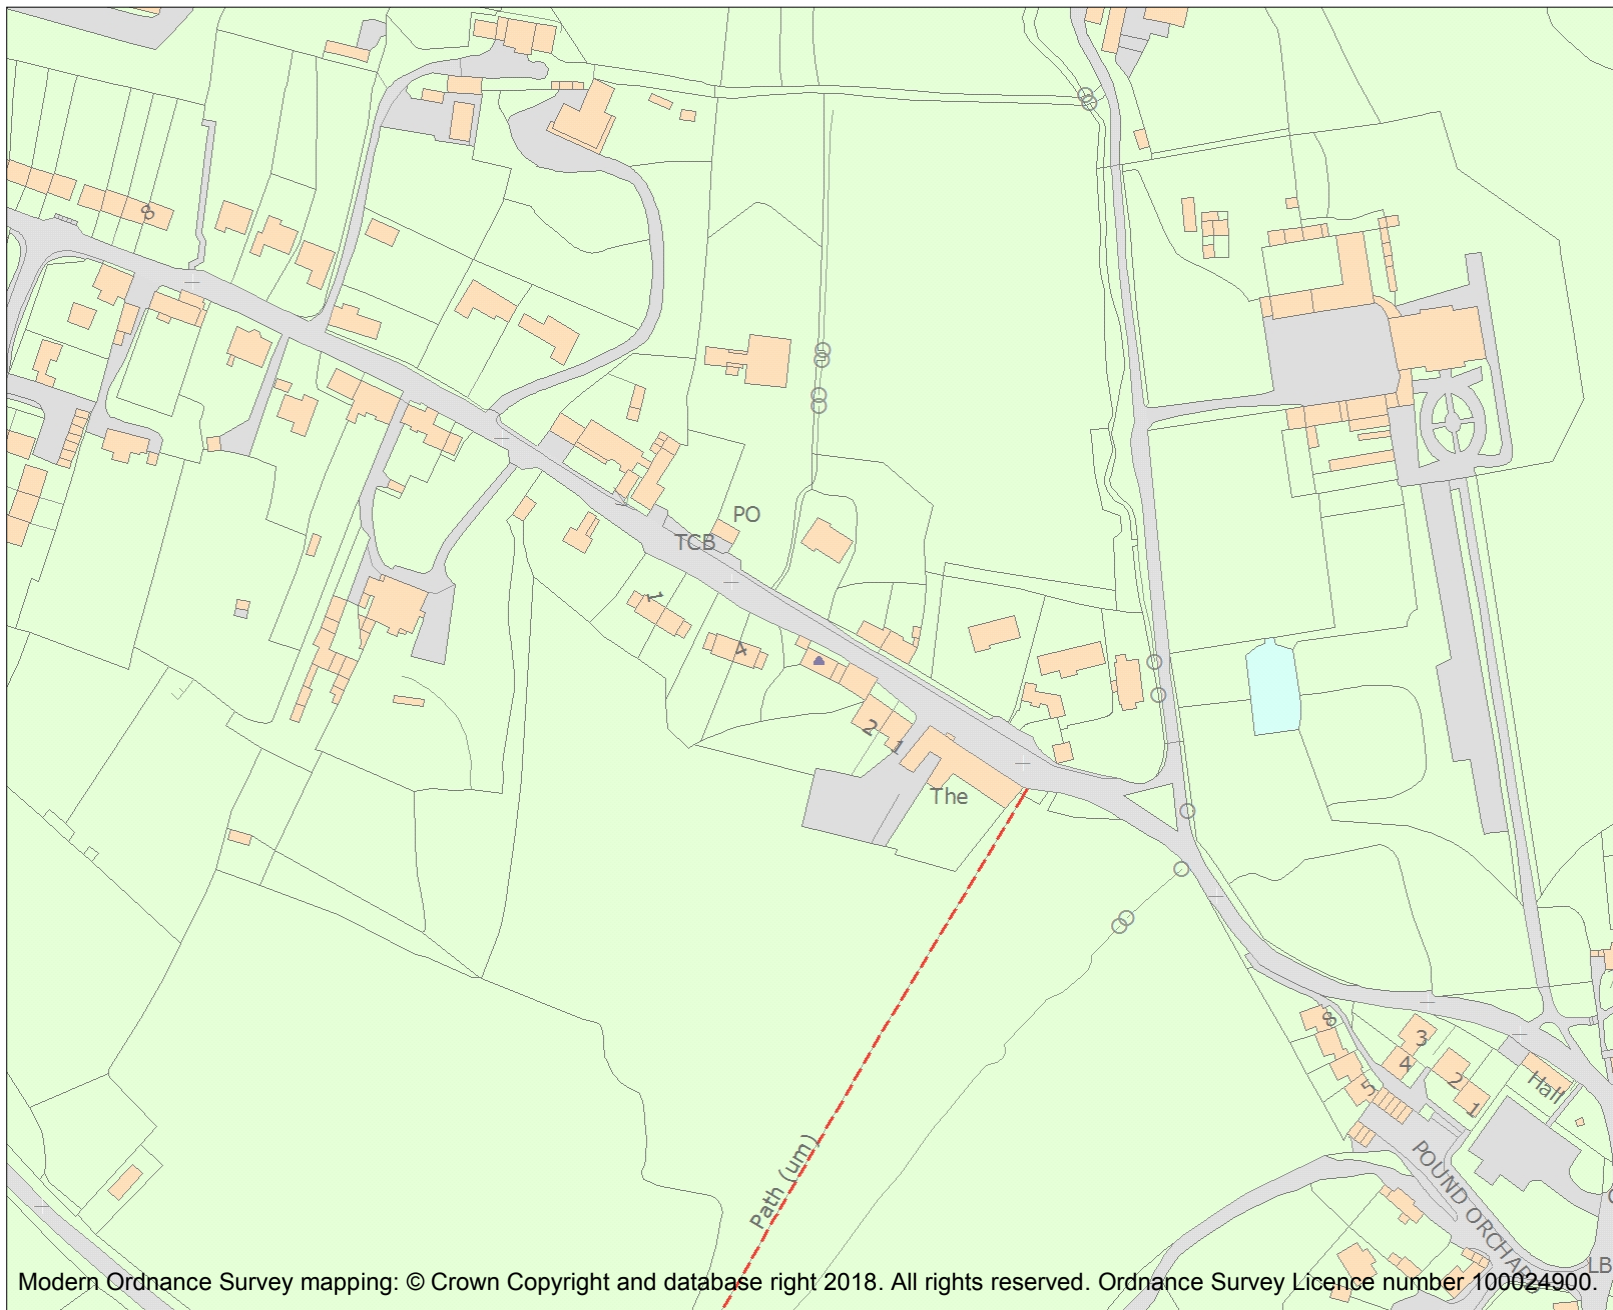 8
PO
TCB
1
4
2
1
The
8
3
4
2
5
1
Hall
Path (um)
POUND ORCHARD
LB
Modern Ordnance Survey mapping: © Crown Copyright and database right 2018. All rights reserved. Ordnance Survey Licence number 100024900.